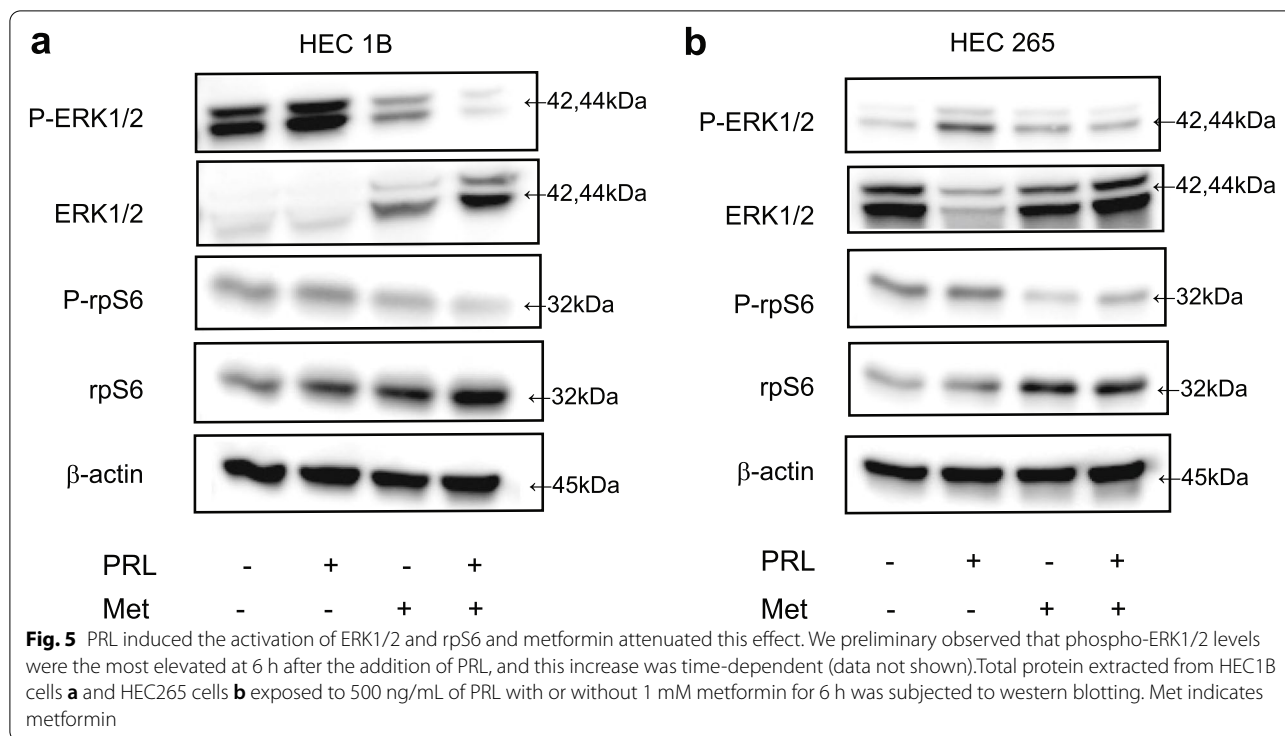 a
HEC 1B
P-ERK1/2
←42,44kDa
ERK1/2
←42,44kDa
P-rpS6
←32kDa
rpS6
←32kDa
β-actin
←45kDa
PRL - + - +
Met - - + +
b
HEC 265
P-ERK1/2
←42,44kDa
ERK1/2
←42,44kDa
P-rpS6
←32kDa
rpS6
←32kDa
β-actin
←45kDa
PRL - + - +
Met - - + +
Fig. 5 PRL induced the activation of ERK1/2 and rpS6 and metformin attenuated this effect. We preliminary observed that phospho-ERK1/2 levels
were the most elevated at 6 h after the addition of PRL, and this increase was time-dependent (data not shown).Total protein extracted from HEC1B
cells a and HEC265 cells b exposed to 500 ng/mL of PRL with or without 1 mM metformin for 6 h was subjected to western blotting. Met indicates
metformin